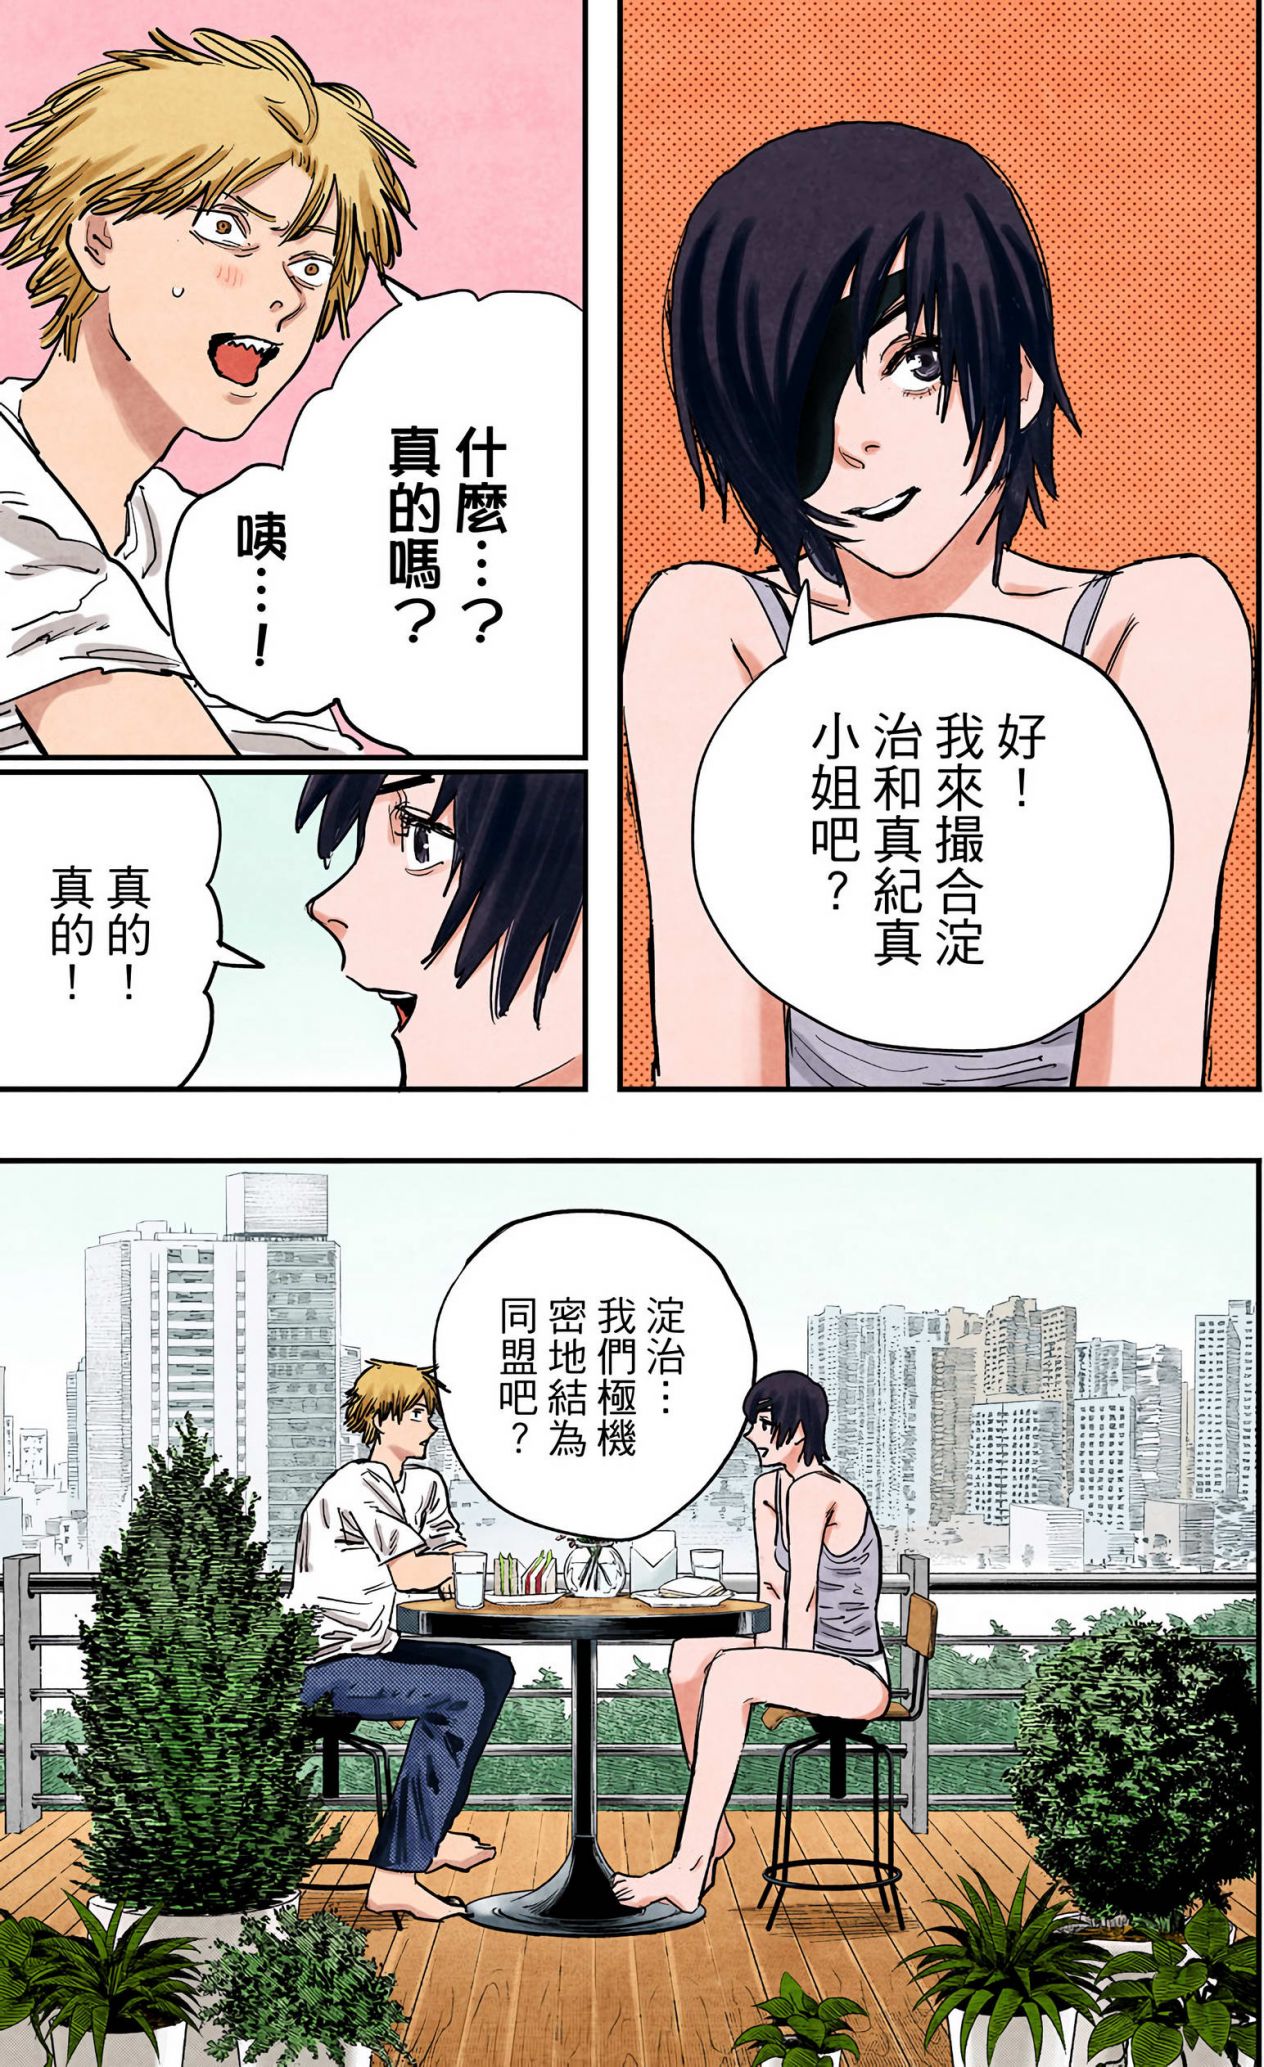 好！
我來撮合淀
治和真紀真
小姐吧？
什麼…？
真的嗎？
咦…！
真的！
真的！
淀治…
我們極機
密地結為
同盟吧？